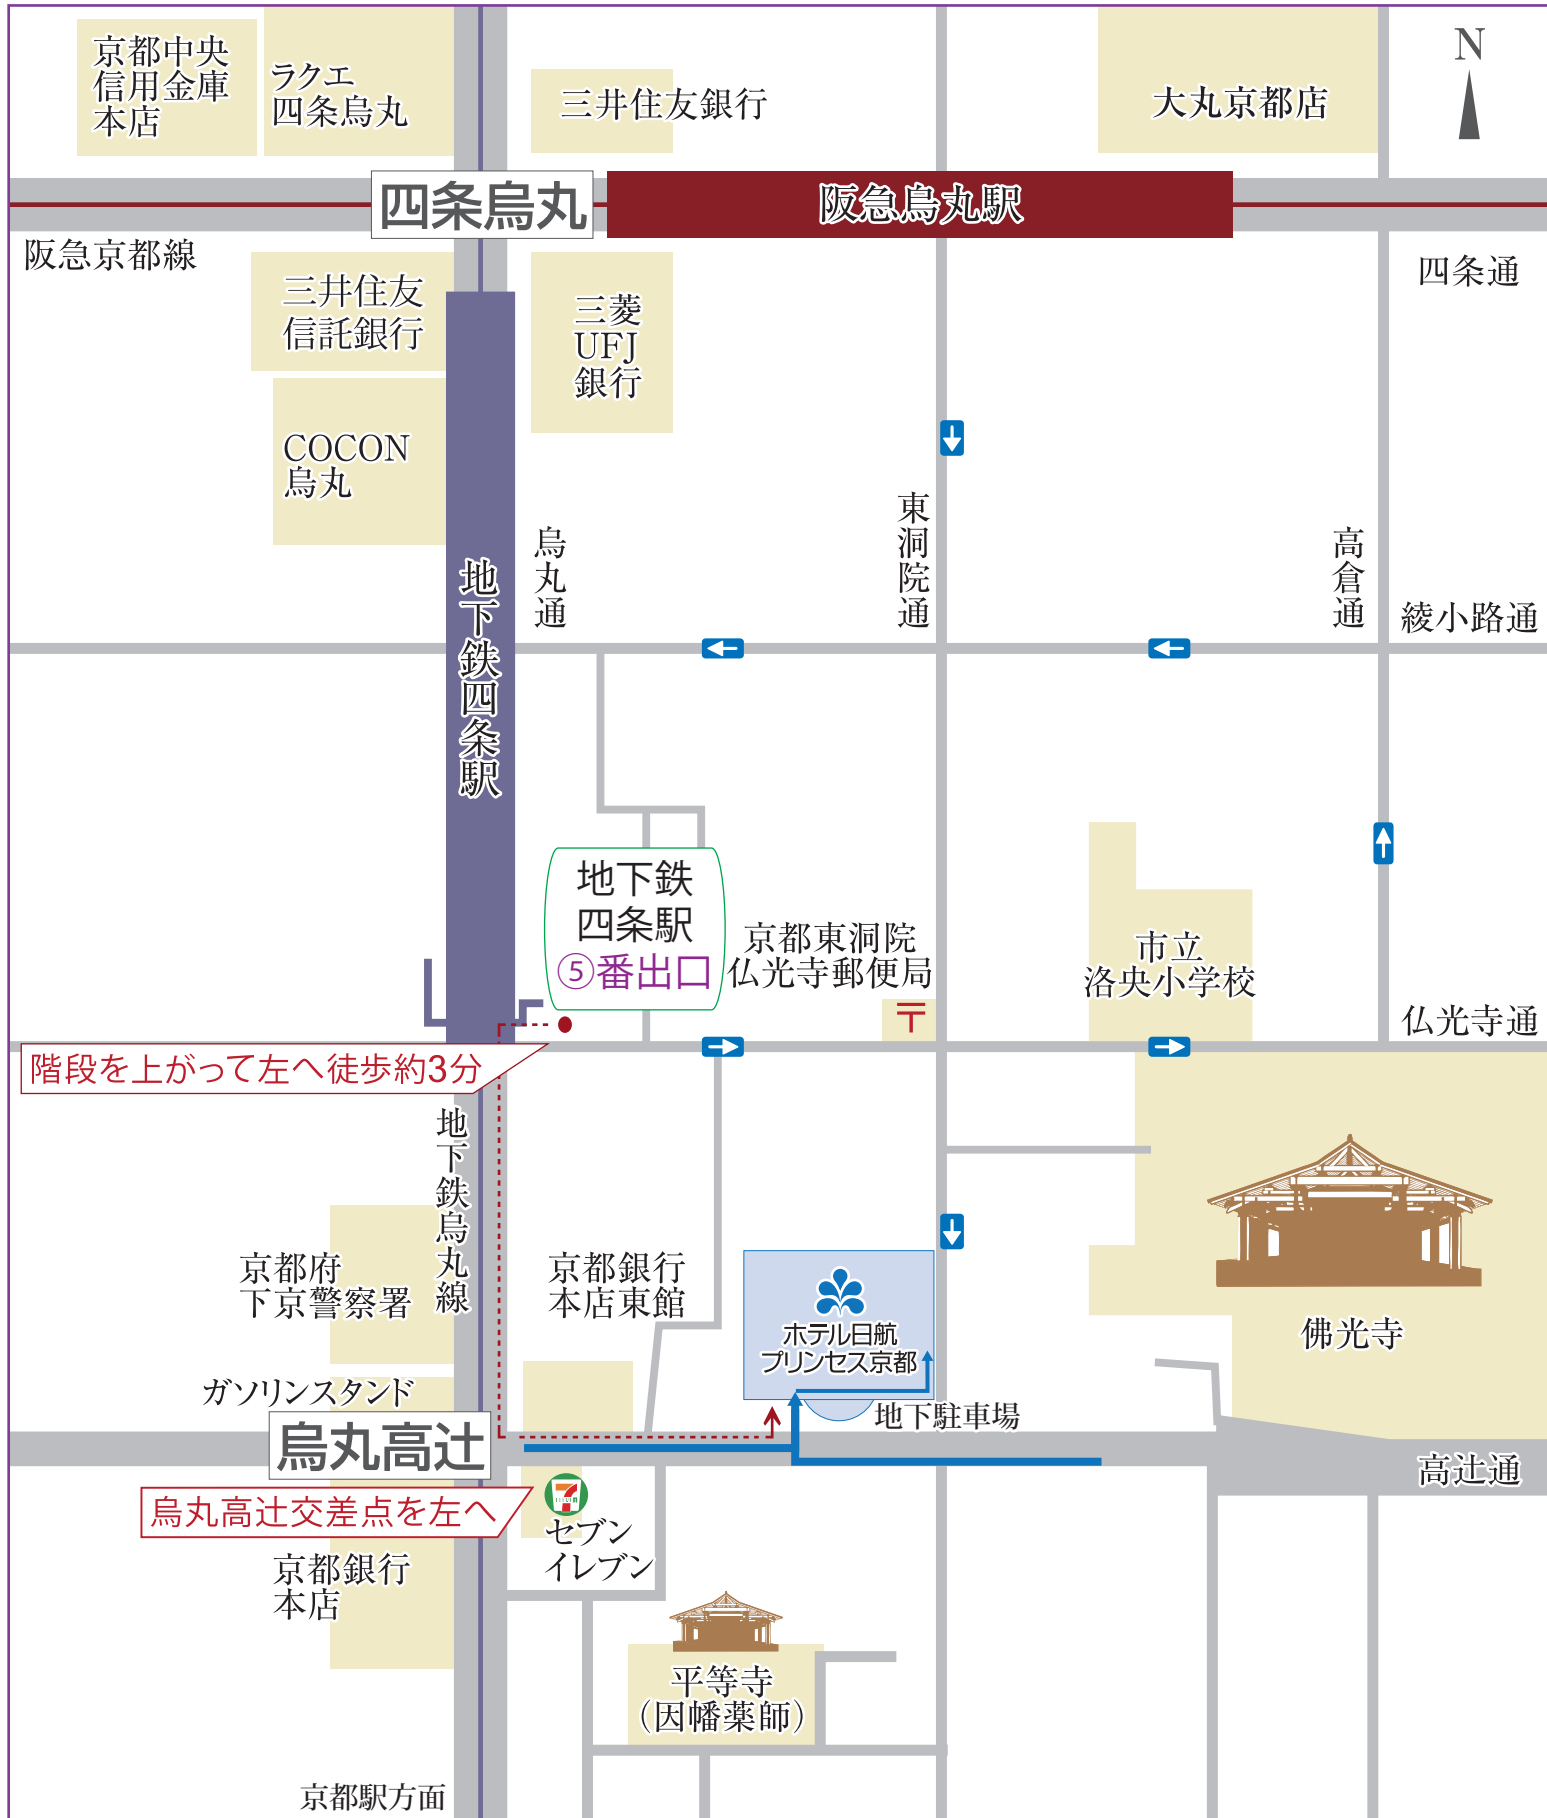 京都中央
信用金庫
本店
ラクエ
四条烏丸
三井住友銀行
大丸京都店
N
四条烏丸
阪急烏丸駅
阪急京都線
四条通
三井住友
信託銀行
三菱
UFJ
銀行
COCON
烏丸
地下鉄四条駅
烏丸通
東洞院通
高倉通
綾小路通
地下鉄
四条駅
⑤番出口
京都東洞院
仏光寺郵便局
〒
市立
洛央小学校
仏光寺通
階段を上がって左へ徒歩約3分
地下鉄烏丸線
京都府
下京警察署
京都銀行
本店東館
ホテル日航
プリンセス京都
佛光寺
ガソリンスタンド
地下駐車場
烏丸高辻
高辻通
烏丸高辻交差点を左へ
セブン
イレブン
京都銀行
本店
平等寺
(因幡薬師)
京都駅方面